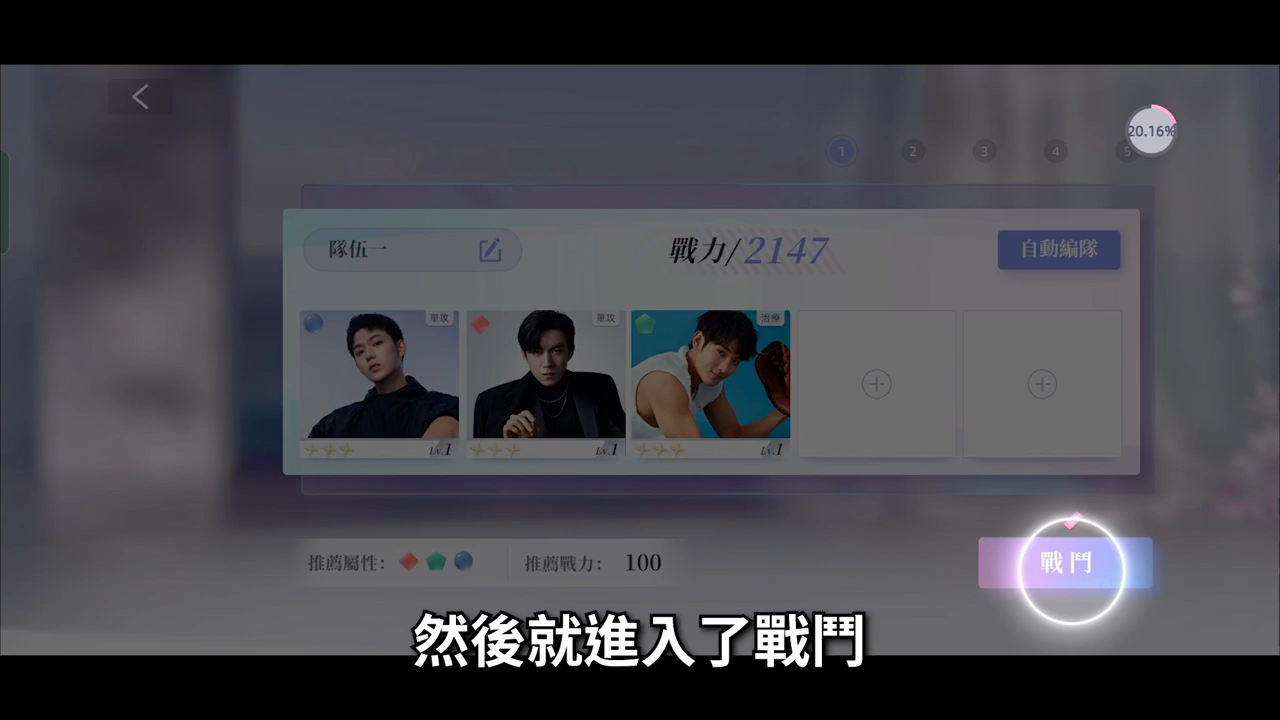 20.16%
1 2 3 4 5
隊伍一 戰力/2147 自動編隊
單攻 單攻 治療
Lv.1 Lv.1 Lv.1
推薦屬性： 推薦戰力： 100 戰鬥
然後就進入了戰鬥